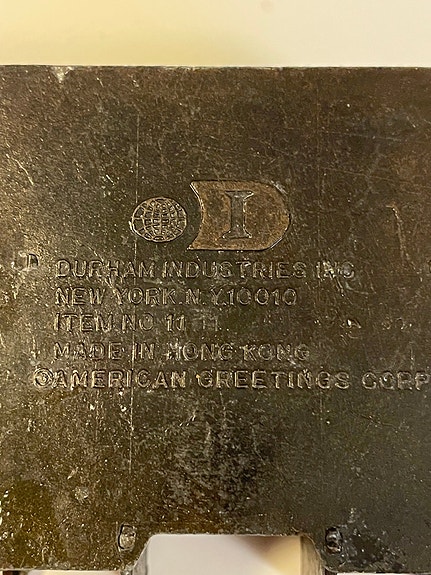 I
DURHAM INDUSTRIES INC
NEW YORK, N.Y. 10010
ITEM NO.
MADE IN HONG KONG
©AMERICAN GREETINGS CORP